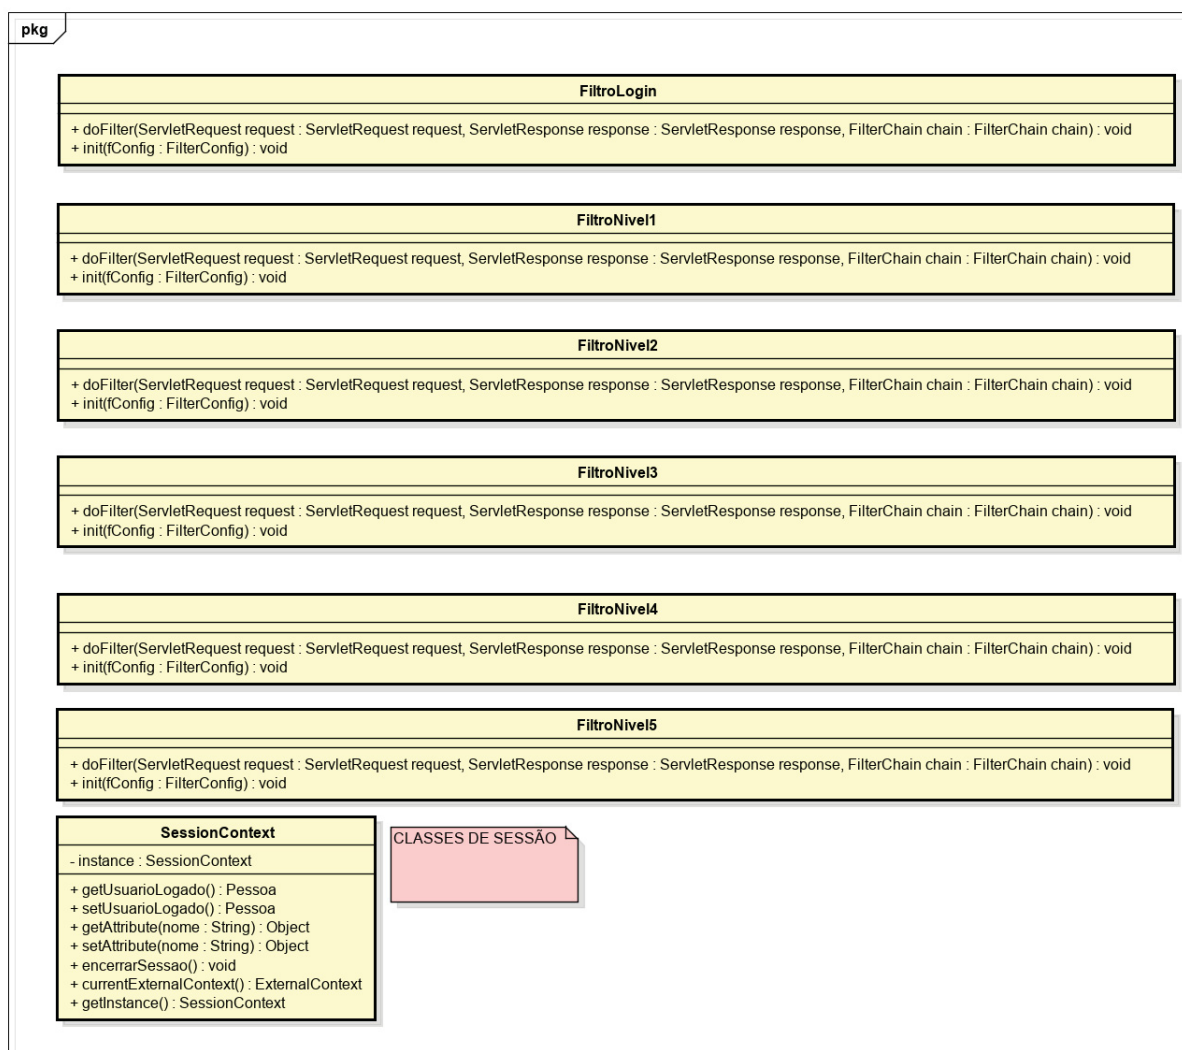 pkg
FiltroLogin
+ doFilter(ServletRequest request : ServletRequest request, ServletResponse response : ServletResponse response, FilterChain chain : FilterChain chain) : void
+ init(fConfig : FilterConfig) : void
FiltroNivel1
+ doFilter(ServletRequest request : ServletRequest request, ServletResponse response : ServletResponse response, FilterChain chain : FilterChain chain) : void
+ init(fConfig : FilterConfig) : void
FiltroNivel2
+ doFilter(ServletRequest request : ServletRequest request, ServletResponse response : ServletResponse response, FilterChain chain : FilterChain chain) : void
+ init(fConfig : FilterConfig) : void
FiltroNivel3
+ doFilter(ServletRequest request : ServletRequest request, ServletResponse response : ServletResponse response, FilterChain chain : FilterChain chain) : void
+ init(fConfig : FilterConfig) : void
FiltroNivel4
+ doFilter(ServletRequest request : ServletRequest request, ServletResponse response : ServletResponse response, FilterChain chain : FilterChain chain) : void
+ init(fConfig : FilterConfig) : void
FiltroNivel5
+ doFilter(ServletRequest request : ServletRequest request, ServletResponse response : ServletResponse response, FilterChain chain : FilterChain chain) : void
+ init(fConfig : FilterConfig) : void
SessionContext
- instance : SessionContext
+ getUsuarioLogado() : Pessoa
+ setUsuarioLogado() : Pessoa
+ getAttribute(nome : String) : Object
+ setAttribute(nome : String) : Object
+ encerrarSessao() : void
+ currentExternalContext() : ExternalContext
+ getInstance() : SessionContext
CLASSES DE SESSÃO